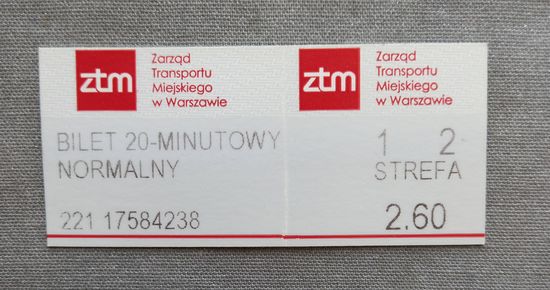 ztm
Zarząd
Transportu
Miejskiego
w Warszawie
ztm
Zarząd
Transportu
Miejskiego
w Warszawie
BILET 20-MINUTOWY
NORMALNY
221 17584238
1 2
STREFA
2.60